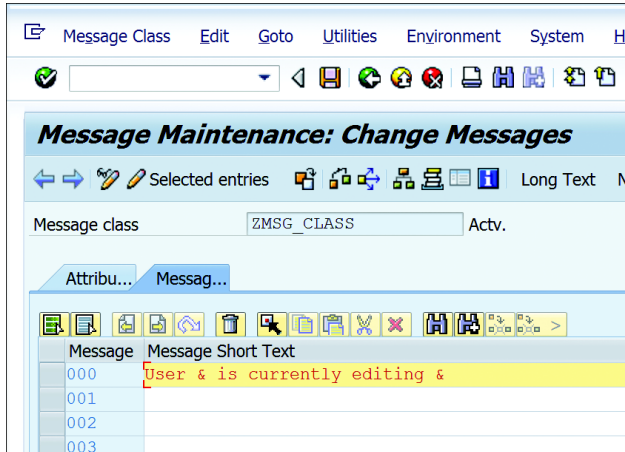 Message Class Edit Goto Utilities Environment System H
Message Maintenance: Change Messages
Selected entries Long Text N
Message class ZMSG_CLASS Actv.
Attribu... Messag...
Message Message Short Text
000 User & is currently editing &
001
002
003